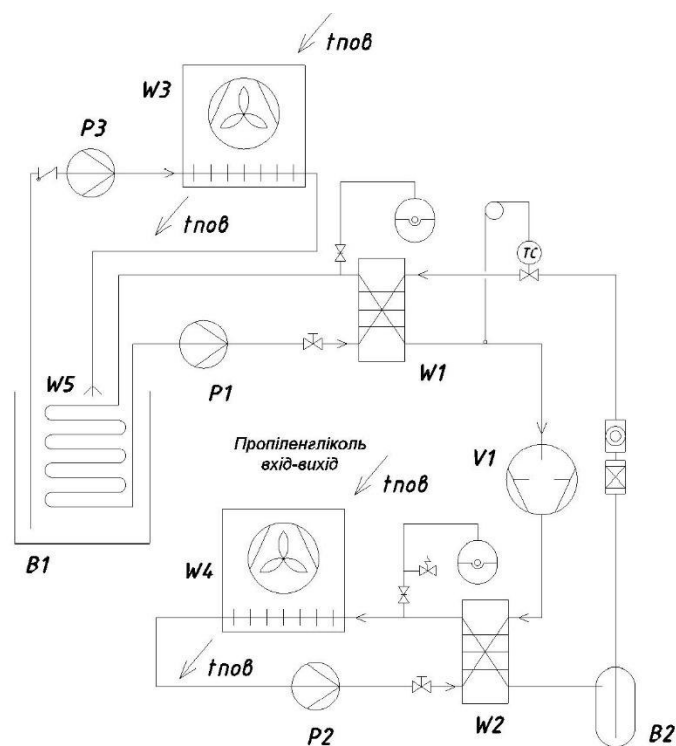 tпов
W3
P3
tпов
TC
W1
P1
W5
V1
Пропіленгліколь
вхід-вихід
tпов
B1
W4
tпов
P2
W2
B2